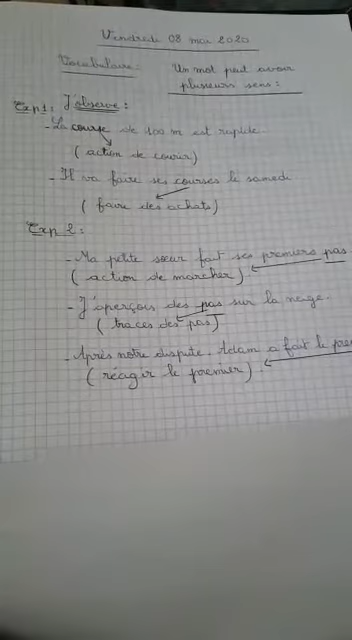 Vendredi 08 mai 2020
Vocabulaire: Un mot peut avoir
plusieurs sens:
Exp1: J'observe:
- La course de 100 m est rapide.
(action de courir)
- Il va faire ses courses le samedi.
(faire des achats)
Exp 2:
- Ma petite sœur fait ses premiers pas.
(action de marcher)
- J'aperçois des pas sur la neige.
(traces des pas)
- Après notre dispute. Adam a fait le
(réagir le premier).